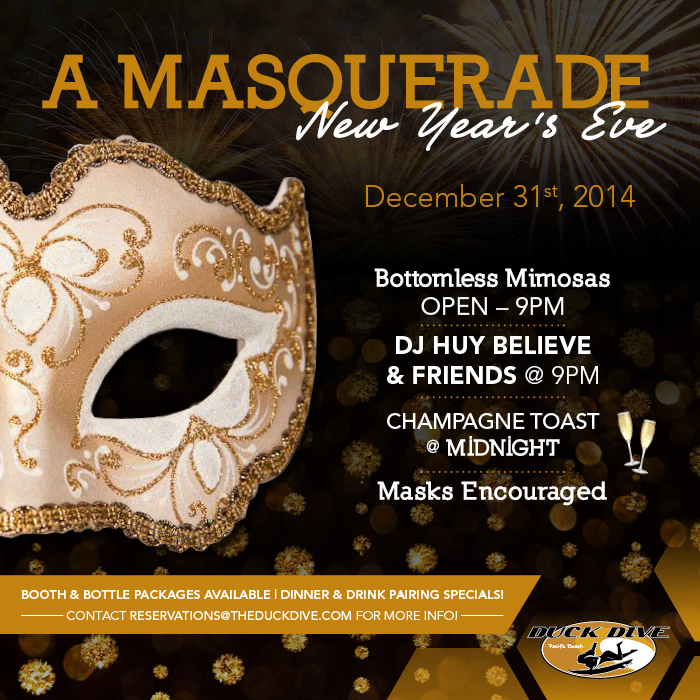 A MASQUERADE
New Year's Eve
December 31st, 2014
Bottomless Mimosas
OPEN – 9PM
DJ HUY BELIEVE
& FRIENDS @ 9PM
CHAMPAGNE TOAST
@ MIDNIGHT
Masks Encouraged
BOOTH & BOTTLE PACKAGES AVAILABLE | DINNER & DRINK PAIRING SPECIALS!
CONTACT RESERVATIONS@THEDUCKDIVE.COM FOR MORE INFO!
DUCK DIVE
Pacific Beach